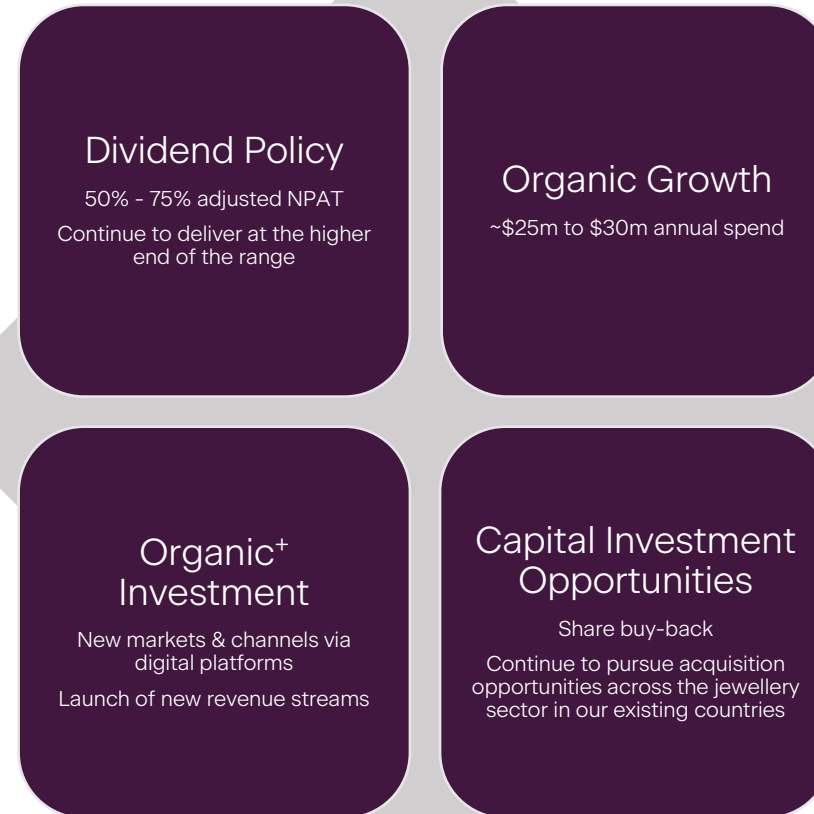 Dividend Policy
50% - 75% adjusted NPAT
Continue to deliver at the higher
end of the range
Organic Growth
~$25m to $30m annual spend
Organic⁺
Investment
New markets & channels via
digital platforms
Launch of new revenue streams
Capital Investment
Opportunities
Share buy-back
Continue to pursue acquisition
opportunities across the jewellery
sector in our existing countries